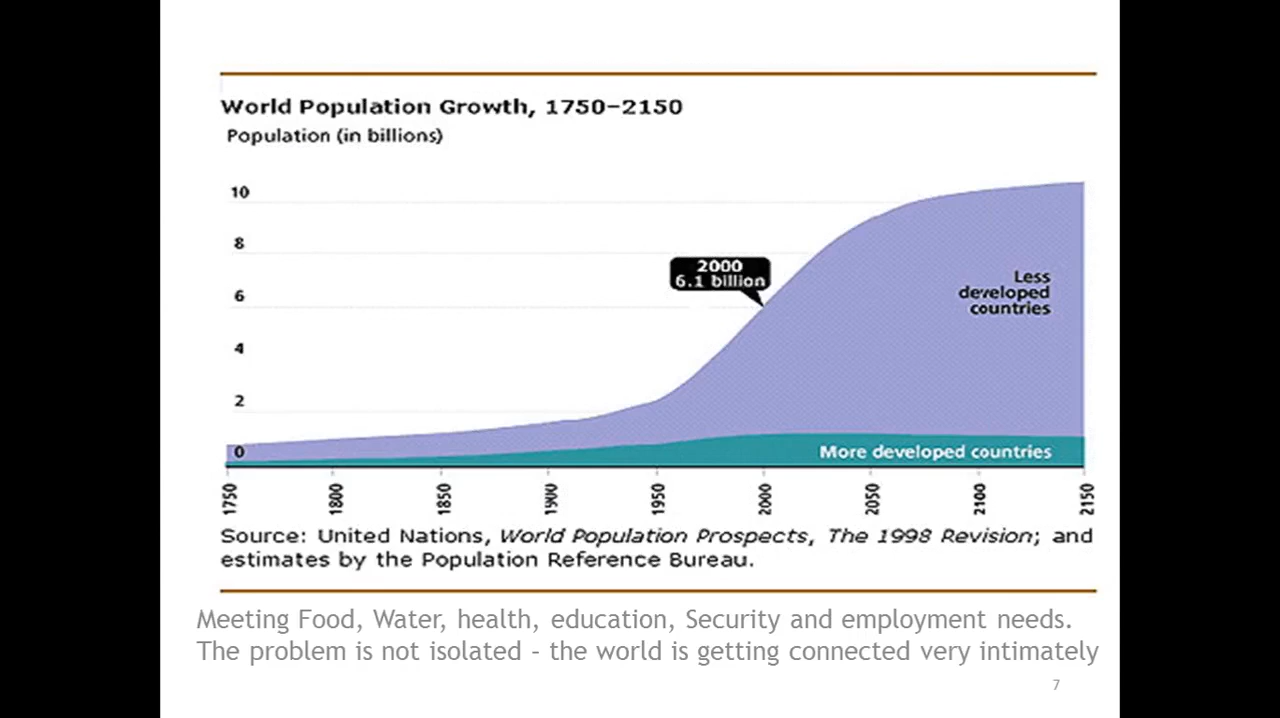 World Population Growth, 1750–2150
Population (in billions)
10
8
2000
6.1 billion
Less
developed
countries
6
4
2
0
More developed countries
1750 1800 1850 1900 1950 2000 2050 2100 2150
Source: United Nations, World Population Prospects, The 1998 Revision; and
estimates by the Population Reference Bureau.
Meeting Food, Water, health, education, Security and employment needs.
The problem is not isolated – the world is getting connected very intimately
7